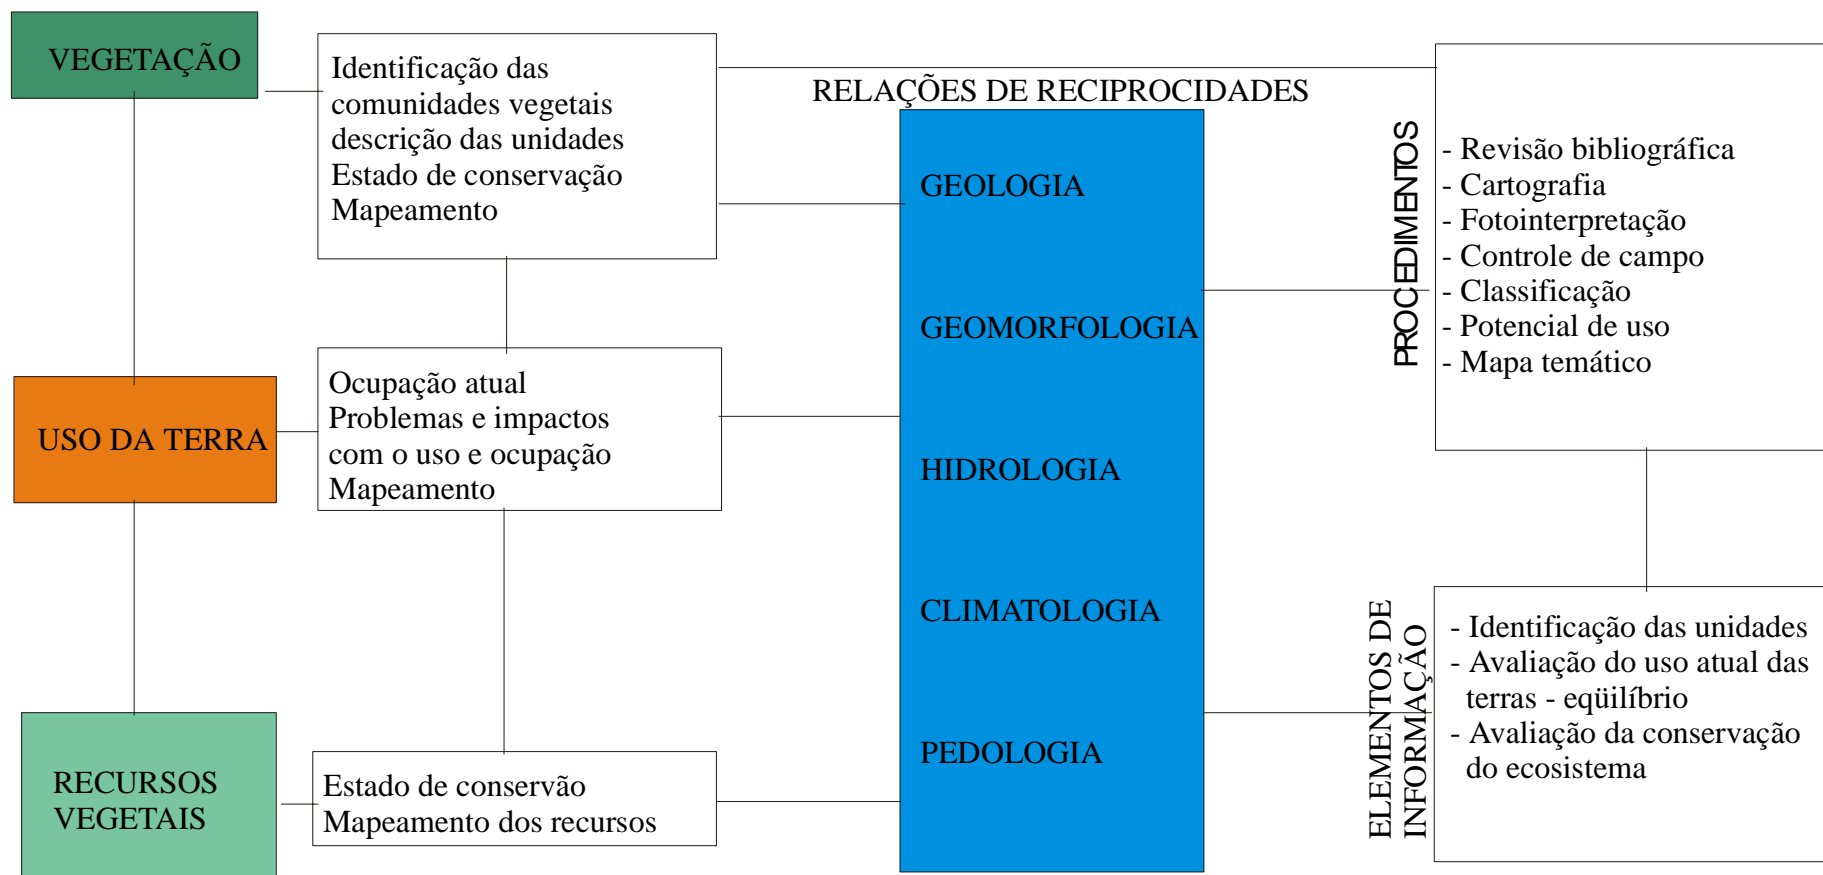 VEGETAÇÃO
Identificação das
comunidades vegetais
descrição das unidades
Estado de conservação
Mapeamento
USO DA TERRA
Ocupação atual
Problemas e impactos
com o uso e ocupação
Mapeamento
RECURSOS
VEGETAIS
Estado de conservão
Mapeamento dos recursos
RELAÇÕES DE RECIPROCIDADES
GEOLOGIA
GEOMORFOLOGIA
HIDROLOGIA
CLIMATOLOGIA
PEDOLOGIA
PROCEDIMENTOS
- Revisão bibliográfica
- Cartografia
- Fotointerpretação
- Controle de campo
- Classificação
- Potencial de uso
- Mapa temático
ELEMENTOS DE
INFORMAÇÃO
- Identificação das unidades
- Avaliação do uso atual das
terras - eqüilíbrio
- Avaliação da conservação
do ecosistema